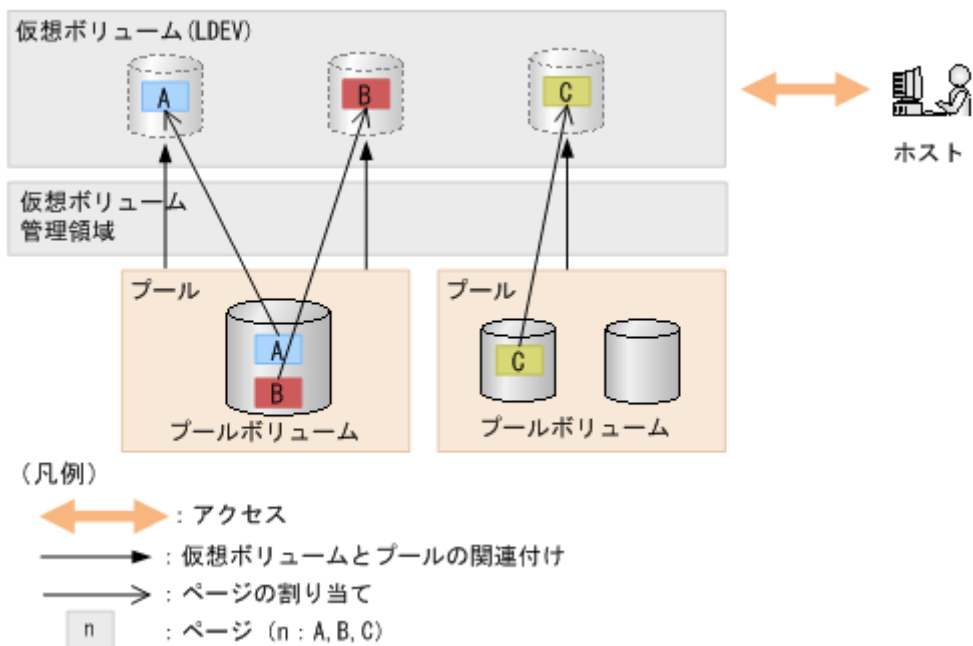 仮想ボリューム(LDEV)
A
B
C
ホスト
仮想ボリューム
管理領域
プール
A
B
プールボリューム
プール
C
プールボリューム
(凡例)
: アクセス
: 仮想ボリュームとプールの関連付け
: ページの割り当て
n : ページ (n : A, B, C)